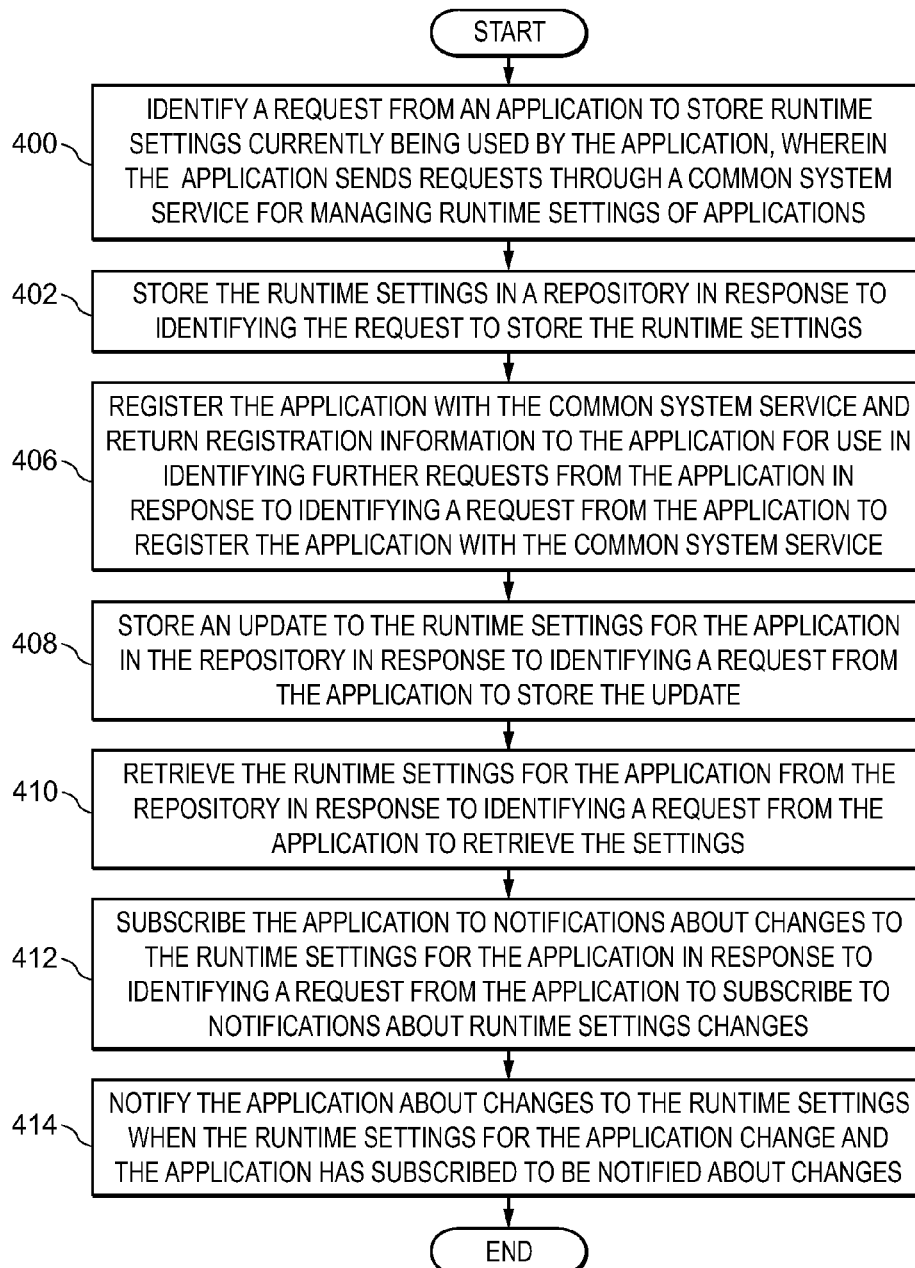 START
400
IDENTIFY A REQUEST FROM AN APPLICATION TO STORE RUNTIME
SETTINGS CURRENTLY BEING USED BY THE APPLICATION, WHEREIN
THE APPLICATION SENDS REQUESTS THROUGH A COMMON SYSTEM
SERVICE FOR MANAGING RUNTIME SETTINGS OF APPLICATIONS
402
STORE THE RUNTIME SETTINGS IN A REPOSITORY IN RESPONSE TO
IDENTIFYING THE REQUEST TO STORE THE RUNTIME SETTINGS
406
REGISTER THE APPLICATION WITH THE COMMON SYSTEM SERVICE AND
RETURN REGISTRATION INFORMATION TO THE APPLICATION FOR USE IN
IDENTIFYING FURTHER REQUESTS FROM THE APPLICATION IN
RESPONSE TO IDENTIFYING A REQUEST FROM THE APPLICATION TO
REGISTER THE APPLICATION WITH THE COMMON SYSTEM SERVICE
408
STORE AN UPDATE TO THE RUNTIME SETTINGS FOR THE APPLICATION
IN THE REPOSITORY IN RESPONSE TO IDENTIFYING A REQUEST FROM
THE APPLICATION TO STORE THE UPDATE
410
RETRIEVE THE RUNTIME SETTINGS FOR THE APPLICATION FROM THE
REPOSITORY IN RESPONSE TO IDENTIFYING A REQUEST FROM THE
APPLICATION TO RETRIEVE THE SETTINGS
412
SUBSCRIBE THE APPLICATION TO NOTIFICATIONS ABOUT CHANGES TO
THE RUNTIME SETTINGS FOR THE APPLICATION IN RESPONSE TO
IDENTIFYING A REQUEST FROM THE APPLICATION TO SUBSCRIBE TO
NOTIFICATIONS ABOUT RUNTIME SETTINGS CHANGES
414
NOTIFY THE APPLICATION ABOUT CHANGES TO THE RUNTIME SETTINGS
WHEN THE RUNTIME SETTINGS FOR THE APPLICATION CHANGE AND
THE APPLICATION HAS SUBSCRIBED TO BE NOTIFIED ABOUT CHANGES
END